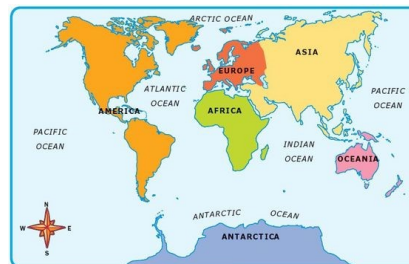 ARCTIC OCEAN
ASIA
EUROPE
ATLANTIC
OCEAN
PACIFIC
OCEAN
AMERICA
AFRICA
PACIFIC
OCEAN
INDIAN
OCEAN
OCEANIA
N
W
E
S
ANTARCTIC OCEAN
ANTARCTICA